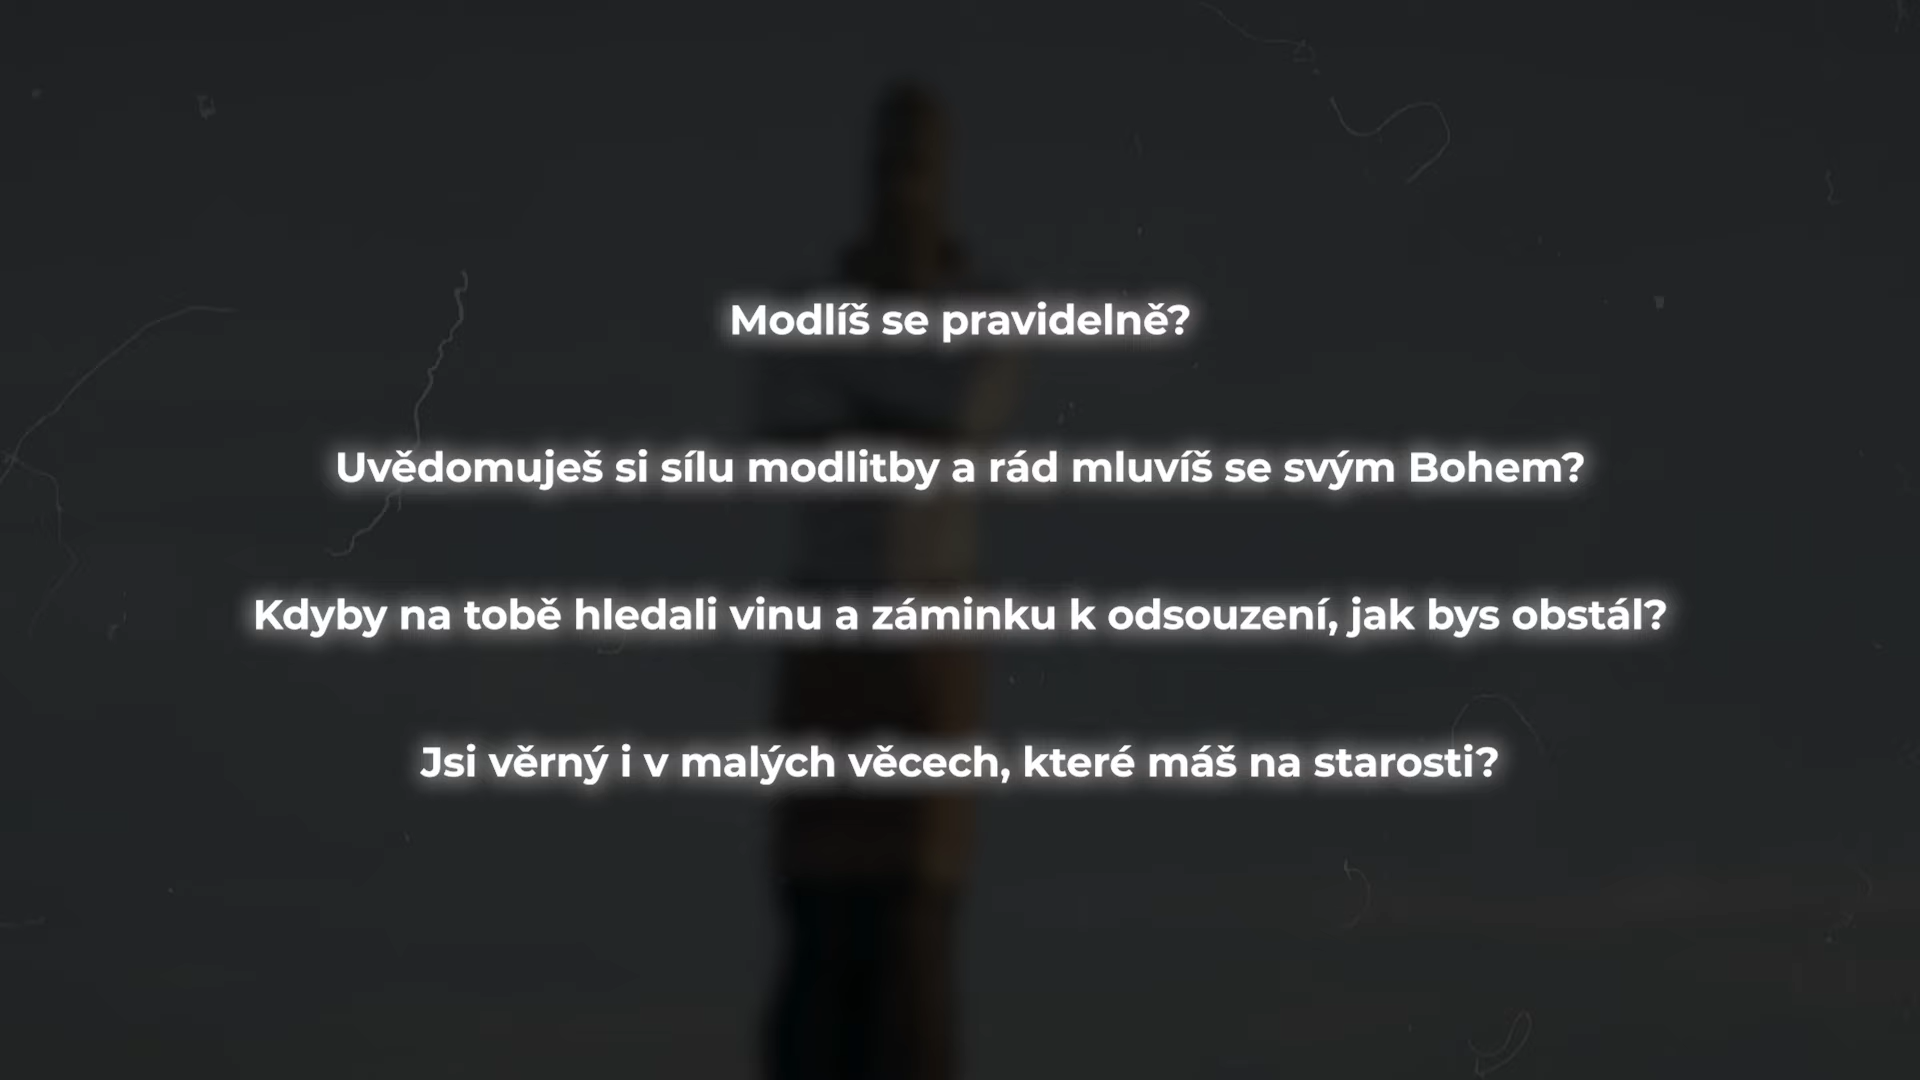 Modlíš se pravidelně?
Uvědomuješ si sílu modlitby a rád mluvíš se svým Bohem?
Kdyby na tobě hledali vinu a záminku k odsouzení, jak bys obstál?
Jsi věrný i v malých věcech, které máš na starosti?